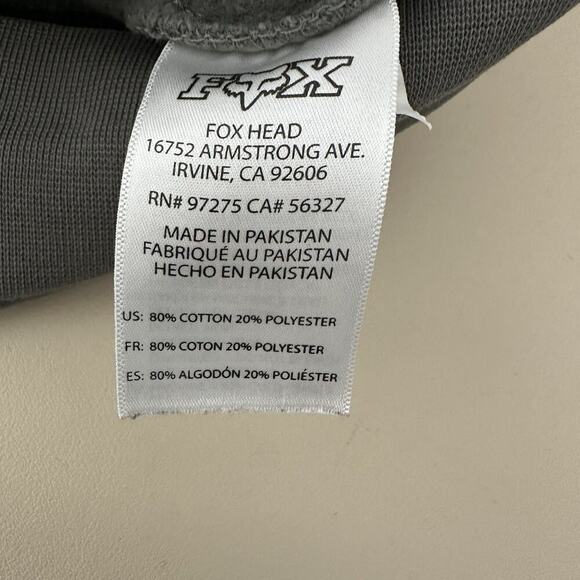 FOX
FOX HEAD
16752 ARMSTRONG AVE.
IRVINE, CA 92606
RN# 97275 CA# 56327
MADE IN PAKISTAN
FABRIQUÉ AU PAKISTAN
HECHO EN PAKISTAN
US: 80% COTTON 20% POLYESTER
FR: 80% COTON 20% POLYESTER
ES: 80% ALGODÓN 20% POLIÉSTER